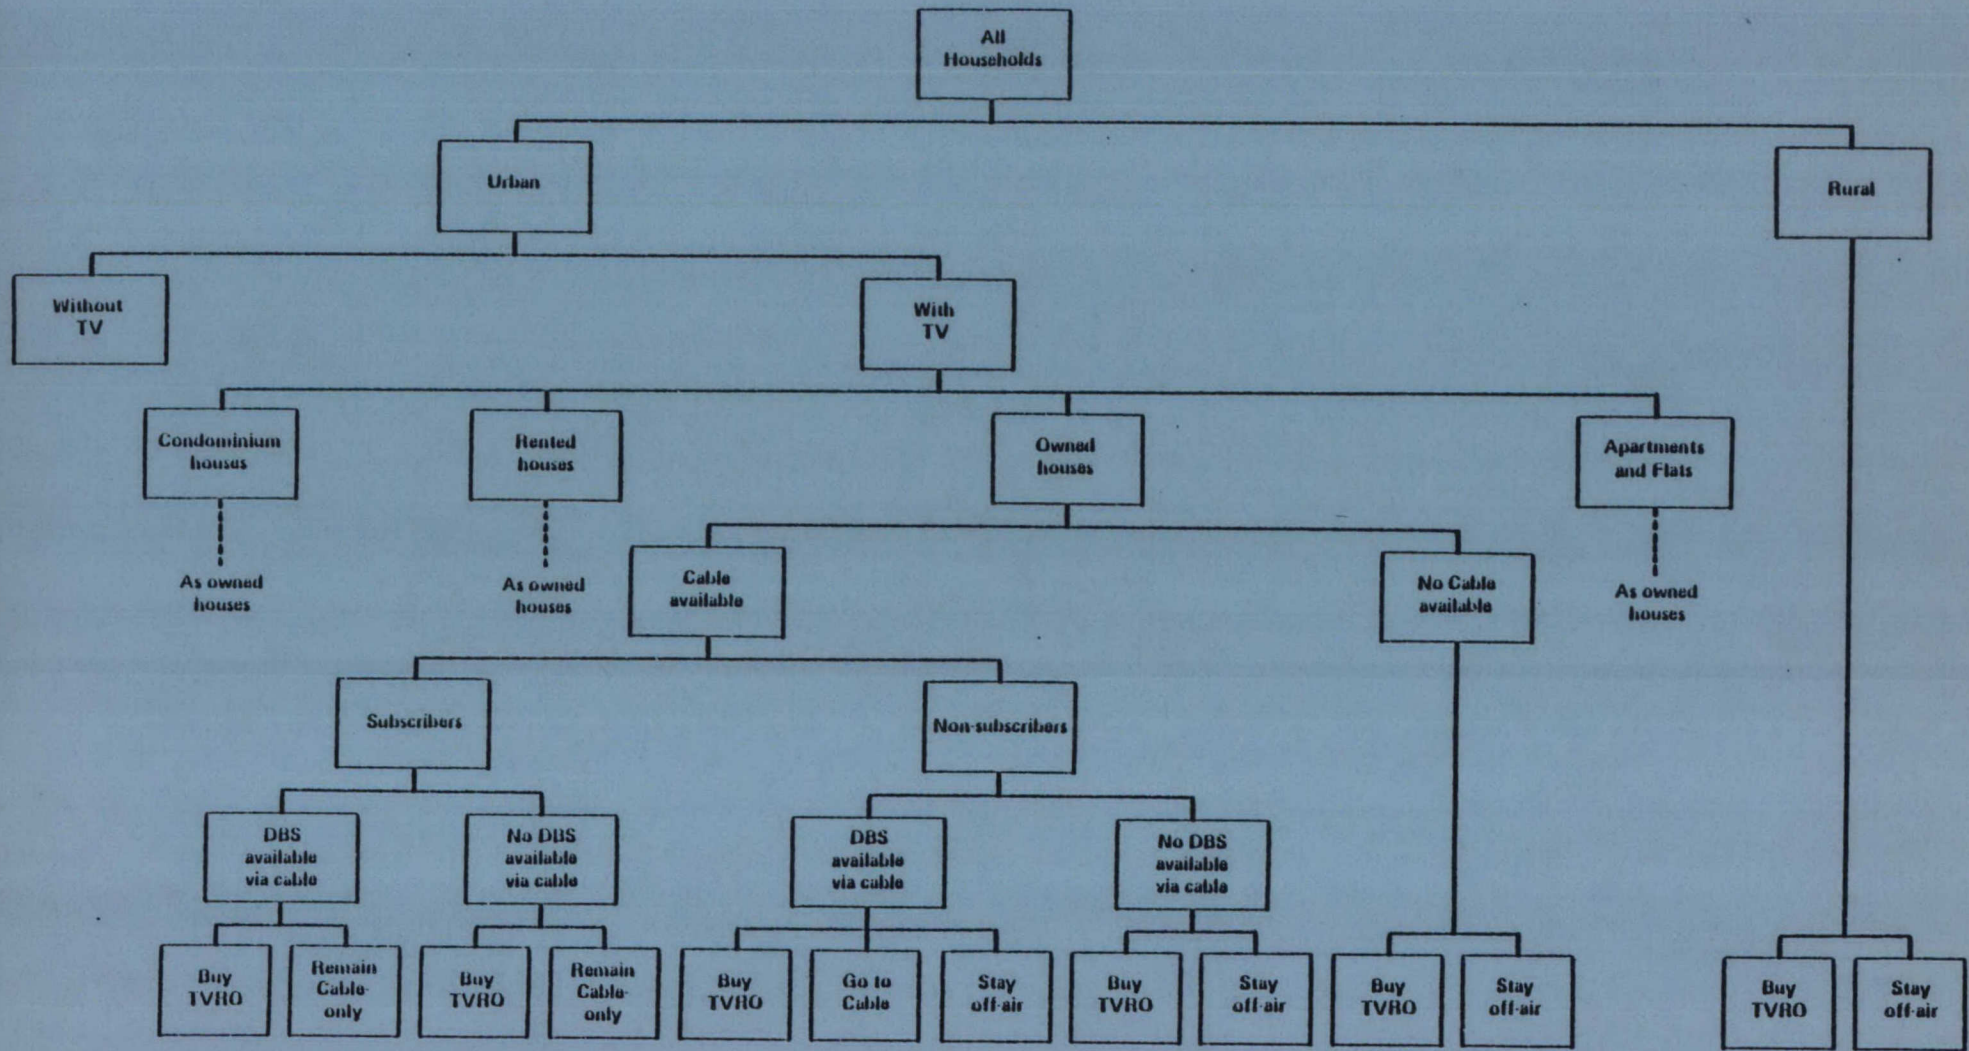 All
Households
Urban
Rural
Without
TV
With
TV
Condominium
houses
Rented
houses
Owned
houses
Apartments
and Flats
As owned
houses
As owned
houses
Cable
available
No Cable
available
As owned
houses
Subscribers
Non-subscribers
DBS
available
via cable
No DBS
available
via cable
DBS
available
via cable
No DBS
available
via cable
Buy
TVRO
Remain
Cable-
only
Buy
TVRO
Remain
Cable-
only
Buy
TVRO
Go to
Cable
Stay
off-air
Buy
TVRO
Stay
off-air
Buy
TVRO
Stay
off-air
Buy
TVRO
Stay
off-air